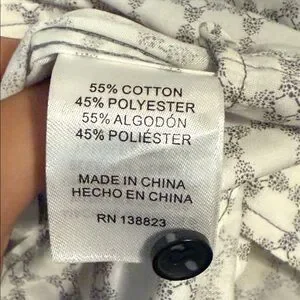 55% COTTON
45% POLYESTER
55% ALGODÓN
45% POLIÉSTER
MADE IN CHINA
HECHO EN CHINA
RN 138823